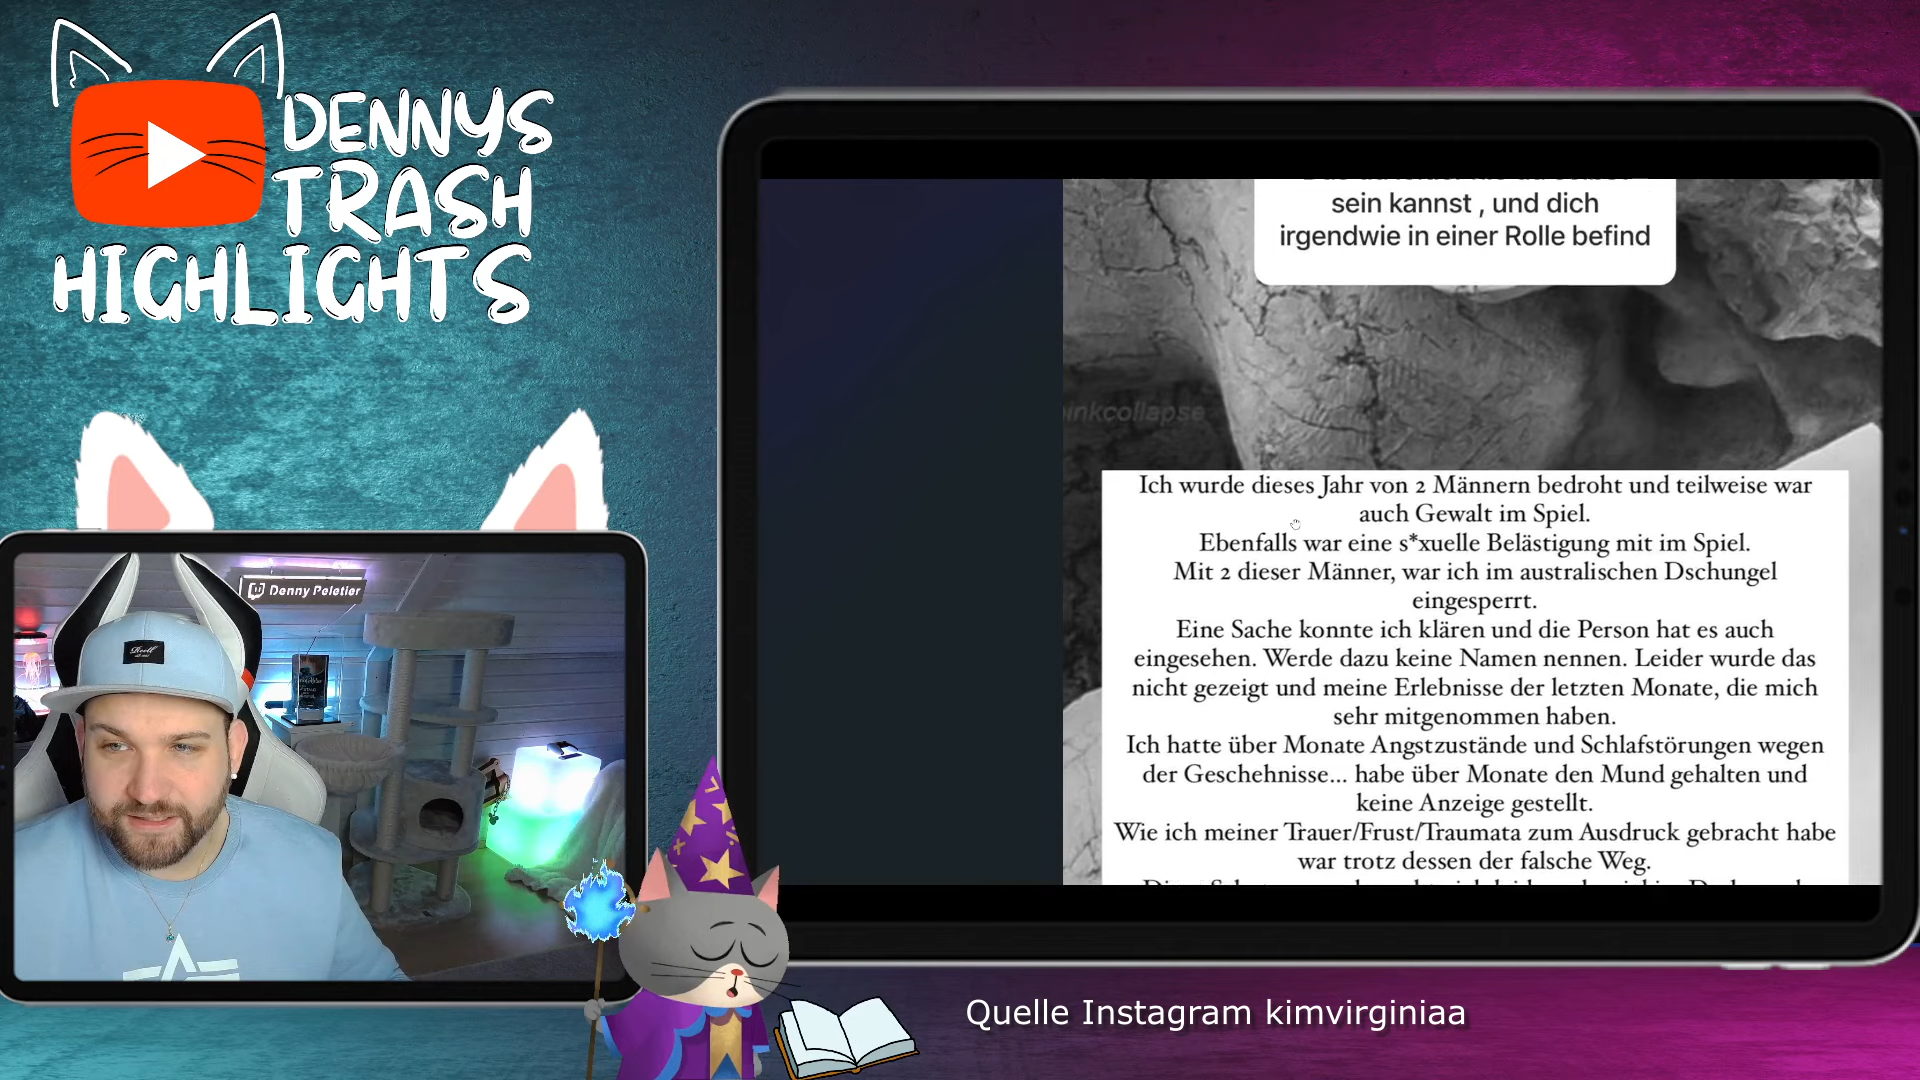 DENNYS
TRASH
HIGHLIGHTS
sein kannst , und dich
irgendwie in einer Rolle befind
inkcollapse
Ich wurde dieses Jahr von 2 Männern bedroht und teilweise war
auch Gewalt im Spiel.
Ebenfalls war eine s*xuelle Belästigung mit im Spiel.
Mit 2 dieser Männer, war ich im australischen Dschungel
eingesperrt.
Eine Sache konnte ich klären und die Person hat es auch
eingesehen. Werde dazu keine Namen nennen. Leider wurde das
nicht gezeigt und meine Erlebnisse der letzten Monate, die mich
sehr mitgenommen haben.
Ich hatte über Monate Angstzustände und Schlafstörungen wegen
der Geschehnisse... habe über Monate den Mund gehalten und
keine Anzeige gestellt.
Wie ich meiner Trauer/Frust/Traumata zum Ausdruck gebracht habe
war trotz dessen der falsche Weg.
Denny Peletier
Quelle Instagram kimvirginiaa